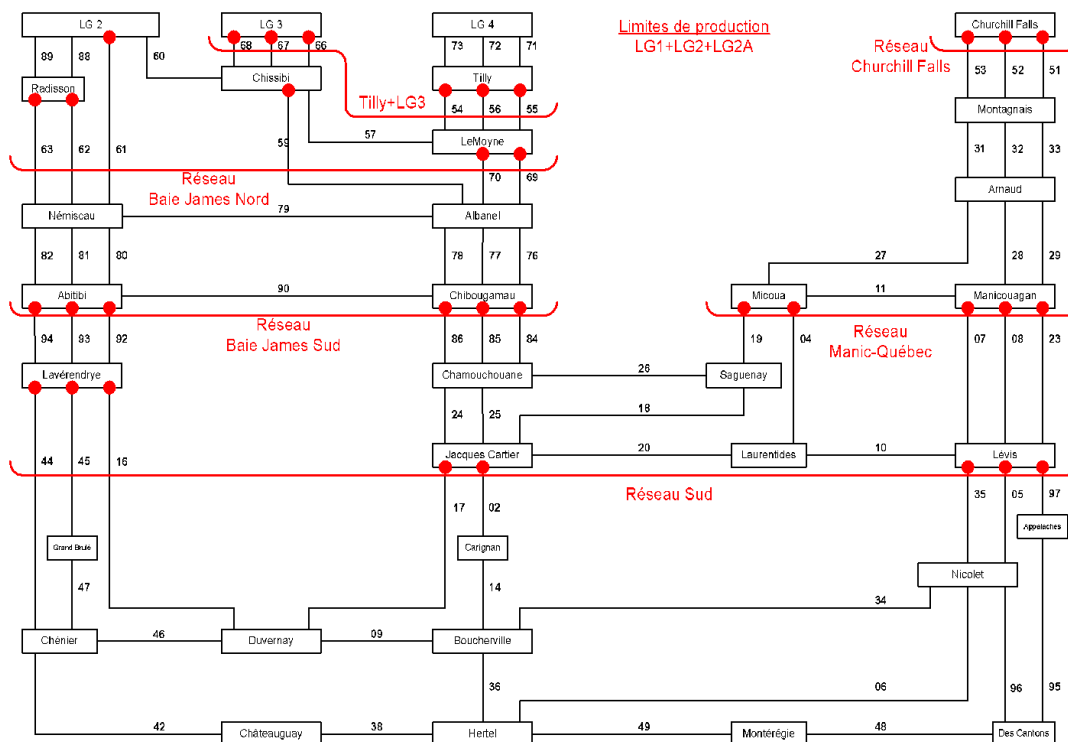 LG 2
LG 3
LG 4
Limites de production
LG1+LG2+LG2A
Churchill Falls
Réseau
Churchill Falls
89
88
60
68
67
66
73
72
71
53
52
51
Radisson
Chissibi
Tilly
Tilly+LG3
54
56
55
Montagnais
63
62
61
59
57
LeMoyne
31
32
33
Réseau
Baie James Nord
70
69
Arnaud
Némiscau
79
Albanel
82
81
80
78
77
76
27
28
29
Abitibi
90
Chibougamau
Micoua
11
Manicouagan
Réseau
Baie James Sud
Réseau
Manic-Québec
94
93
92
86
85
84
19
04
07
08
23
Lavérendrye
Chamouchouane
26
Saguenay
24
25
18
44
45
16
Jacques Cartier
20
Laurentides
10
Lévis
Réseau Sud
17
02
35
05
97
Appalaches
Grand Brulé
Carignan
Nicolet
47
14
34
Chénier
46
Duvernay
09
Boucherville
36
06
96
95
42
Châteauguay
38
Hertel
49
Montérégie
48
Des Cantons